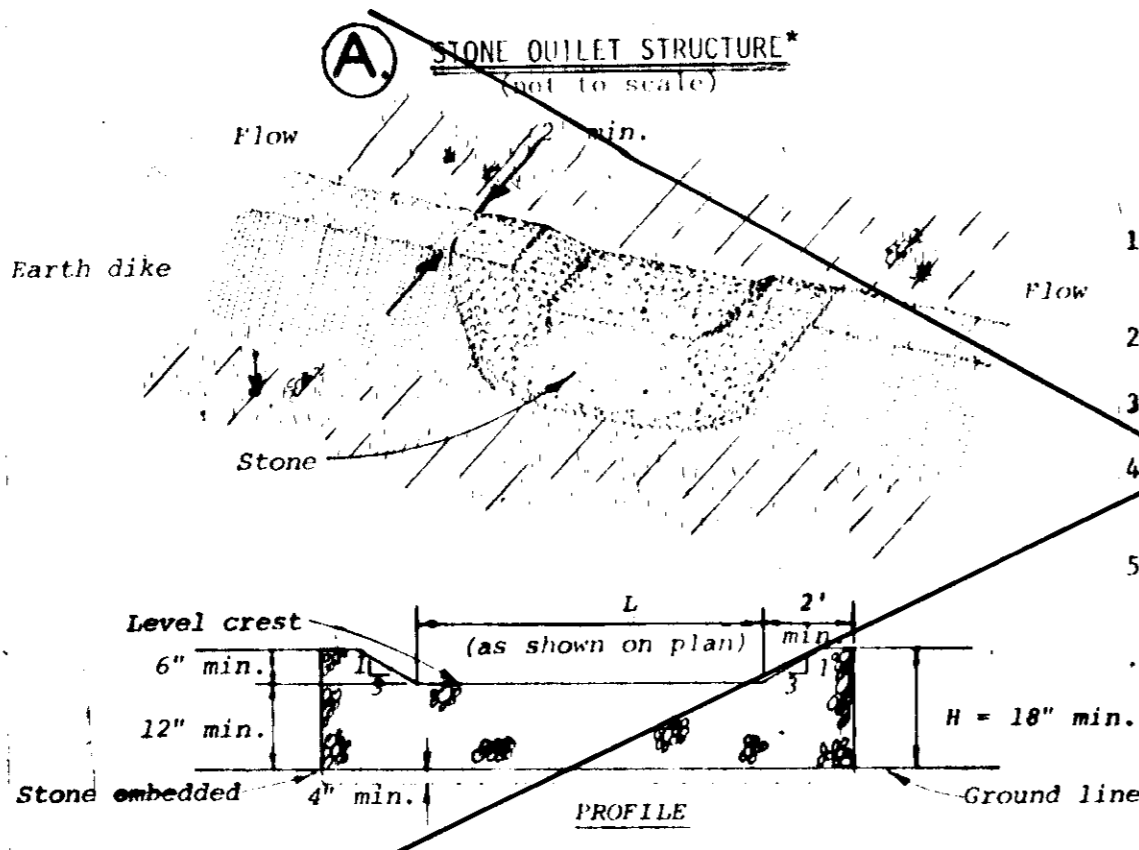 A.
STONE OUTLET STRUCTURE*
(not to scale)
Flow
2' min.
1
Earth dike
Flow
2
3
Stone
4
5
L
2'
Level crest
(as shown on plan)
min.
6" min.
1
3
1
3
12" min.
H = 18" min.
Stone embedded
4" min.
Ground line
PROFILE